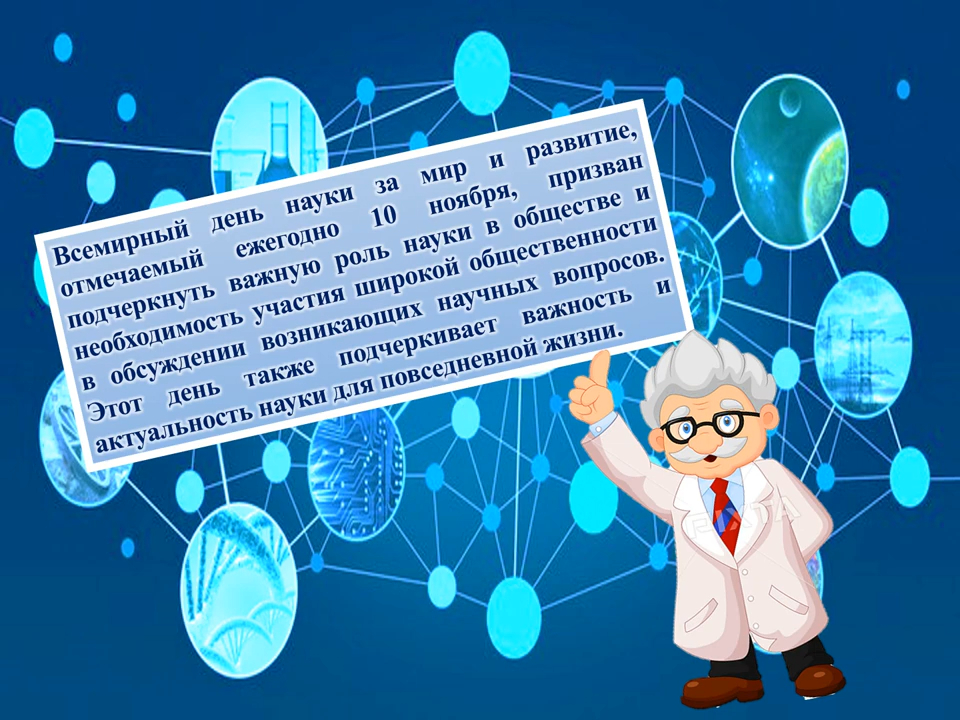 Всемирный день науки за мир и развитие,
отмечаемый ежегодно 10 ноября, призван
подчеркнуть важную роль науки в обществе и
необходимость участия широкой общественности
в обсуждении возникающих научных вопросов.
Этот день также подчеркивает важность и
актуальность науки для повседневной жизни.